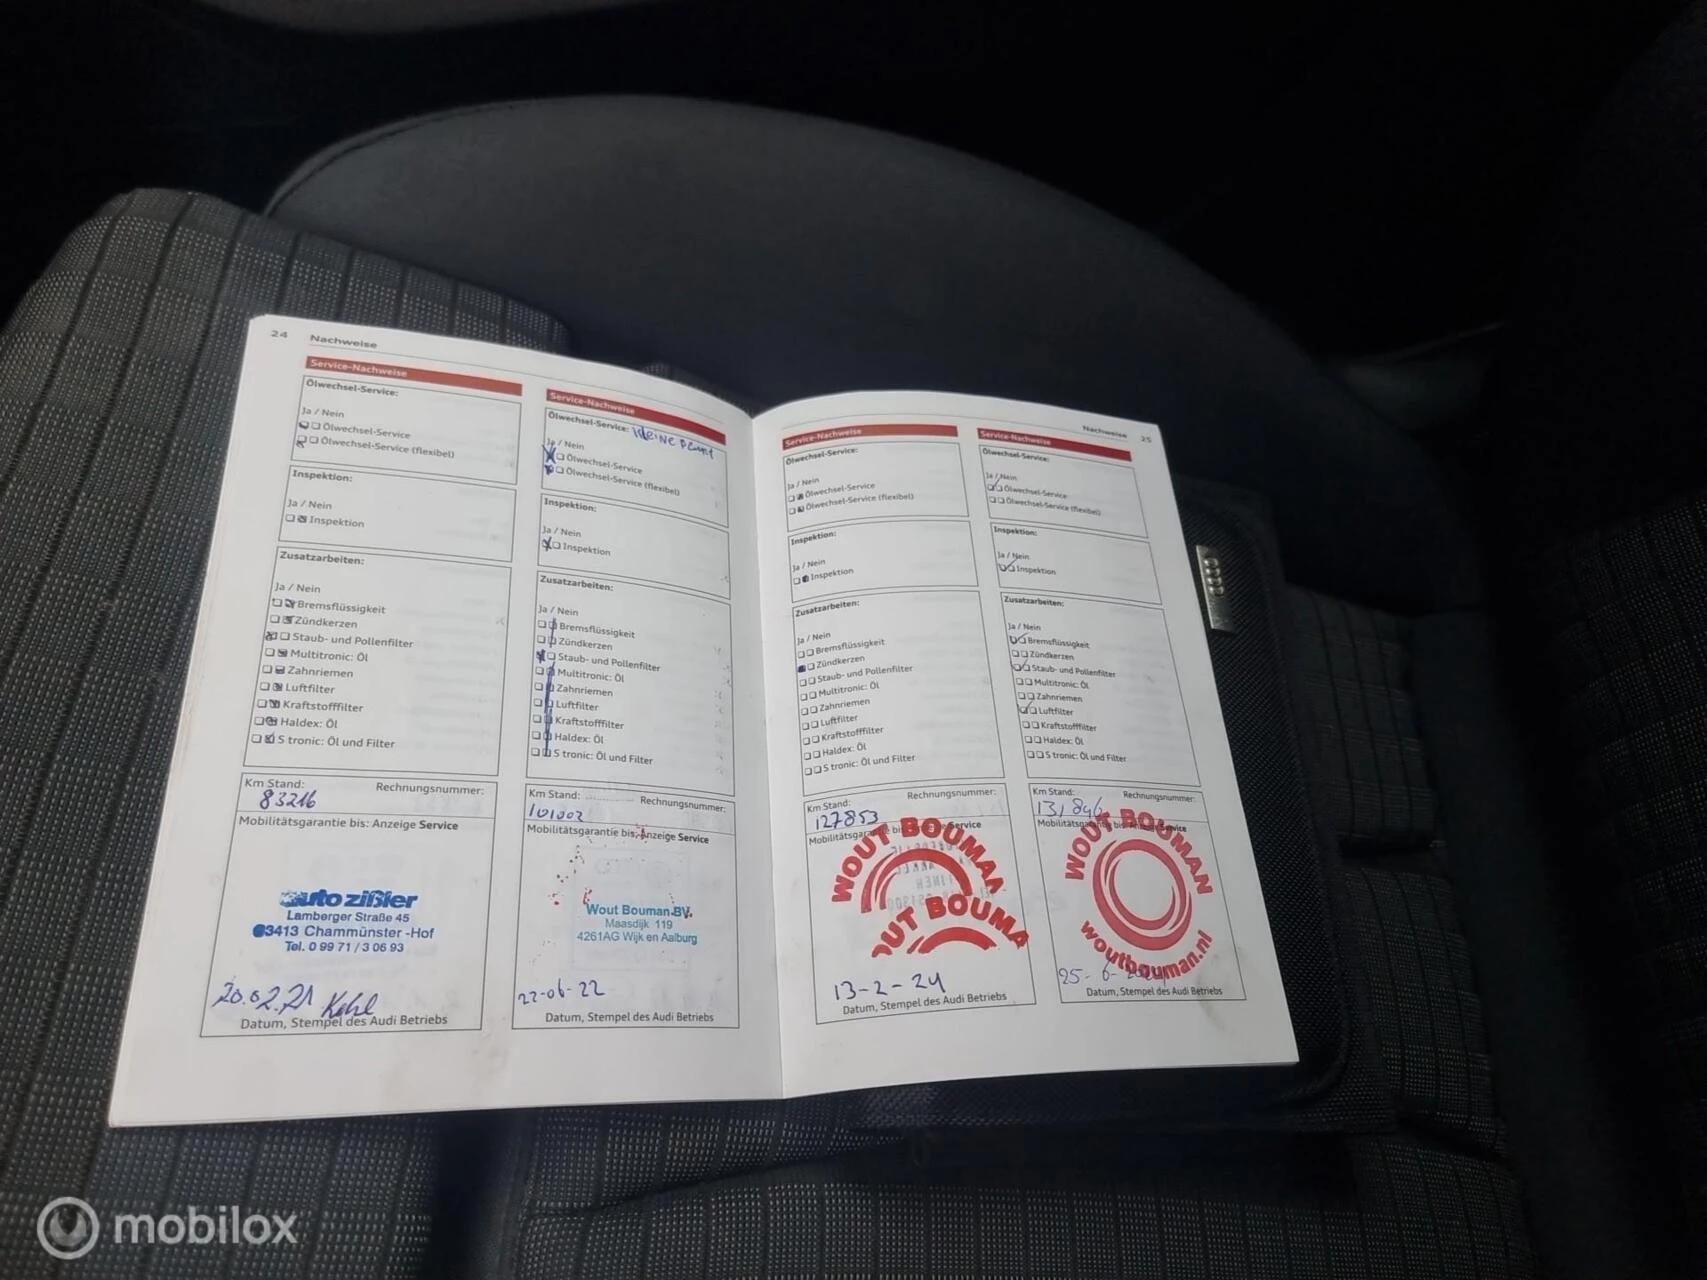 24 Nachweise
Service-Nachweise
Ölwechsel-Service:
Ja / Nein
Ölwechsel-Service
Ölwechsel-Service (flexibel)
Inspektion:
Ja / Nein
Inspektion
Zusatzarbeiten:
Ja / Nein
Bremsflüssigkeit
Zündkerzen
Staub- und Pollenfilter
Multitronic: Öl
Zahnriemen
Luftfilter
Kraftstofffilter
Haldex: Öl
S tronic: Öl und Filter
Km Stand: Rechnungsnummer:
83216
Mobilitätsgarantie bis: Anzeige Service
auto zißler
Lamberger Straße 45
93413 Chammünster -Hof
Tel. 0 99 71 / 3 06 93
20.02.21
Datum, Stempel des Audi Betriebs
Service-Nachweise
Ölwechsel-Service: kleine
Ja / Nein
Ölwechsel-Service
Ölwechsel-Service (flexibel)
Inspektion:
Ja / Nein
Inspektion
Zusatzarbeiten:
Ja / Nein
Bremsflüssigkeit
Zündkerzen
Staub- und Pollenfilter
Multitronic: Öl
Zahnriemen
Luftfilter
Kraftstofffilter
Haldex: Öl
S tronic: Öl und Filter
Km Stand: Rechnungsnummer:
101002
Mobilitätsgarantie bis: Anzeige Service
Wout Bouman BV.
Maasdijk 119
4261AG Wijk en Aalburg
22-06-22
Datum, Stempel des Audi Betriebs
Nachweise 25
Service-Nachweise
Ölwechsel-Service:
Ja / Nein
Ölwechsel-Service
Ölwechsel-Service (flexibel)
Inspektion:
Ja / Nein
Inspektion
Zusatzarbeiten:
Ja / Nein
Bremsflüssigkeit
Zündkerzen
Staub- und Pollenfilter
Multitronic: Öl
Zahnriemen
Luftfilter
Kraftstofffilter
Haldex: Öl
S tronic: Öl und Filter
Km Stand: Rechnungsnummer:
127853
Mobilitätsgarantie bis: Anzeige Service
WOUT BOUMAA
OUT BOUMA
13-2-24
Datum, Stempel des Audi Betriebs
Service-Nachweise
Ölwechsel-Service:
Ja / Nein
Ölwechsel-Service
Ölwechsel-Service (flexibel)
Inspektion:
Ja / Nein
Inspektion
Zusatzarbeiten:
Ja / Nein
Bremsflüssigkeit
Zündkerzen
Staub- und Pollenfilter
Multitronic: Öl
Zahnriemen
Luftfilter
Kraftstofffilter
Haldex: Öl
S tronic: Öl und Filter
Km Stand: Rechnungsnummer:
131846
Mobilitätsgarantie bis: Anzeige Service
WOUT BOUMAN
woutbouman.nl
Datum, Stempel des Audi Betriebs
mobilox